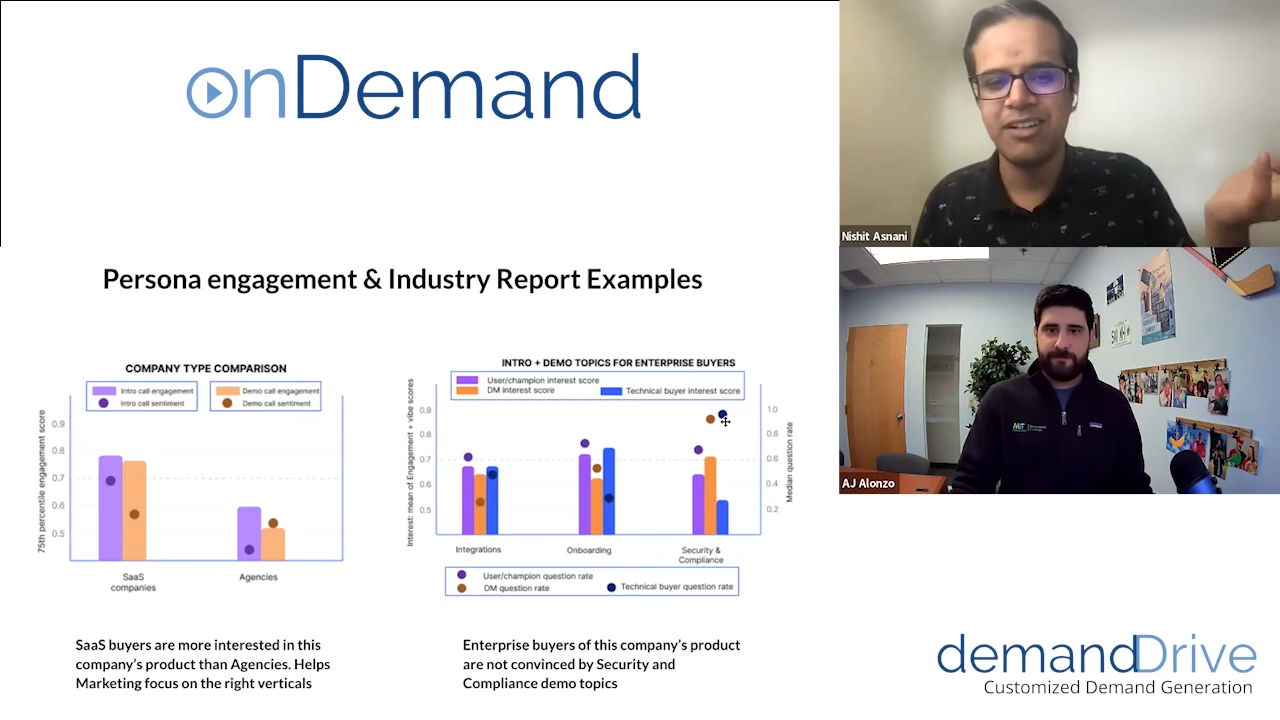 onDemand
Nishit Asnani
Persona engagement & Industry Report Examples
COMPANY TYPE COMPARISON
Intro call engagement
Demo call engagement
Intro call sentiment
Demo call sentiment
75th percentile engagement score
0.9
0.8
0.7
0.6
0.5
SaaS
companies
Agencies
INTRO + DEMO TOPICS FOR ENTERPRISE BUYERS
User/champion interest score
DM interest score
Technical buyer interest score
Interest: mean of Engagement + vibe scores
0.9
0.8
0.7
0.6
0.5
1.0
0.8
0.6
0.4
0.2
Median question rate
Integrations
Onboarding
Security &
Compliance
User/champion question rate
DM question rate
Technical buyer question rate
AJ Alonzo
MIT
SaaS buyers are more interested in this
company's product than Agencies. Helps
Marketing focus on the right verticals
Enterprise buyers of this company's product
are not convinced by Security and
Compliance demo topics
demandDrive
Customized Demand Generation